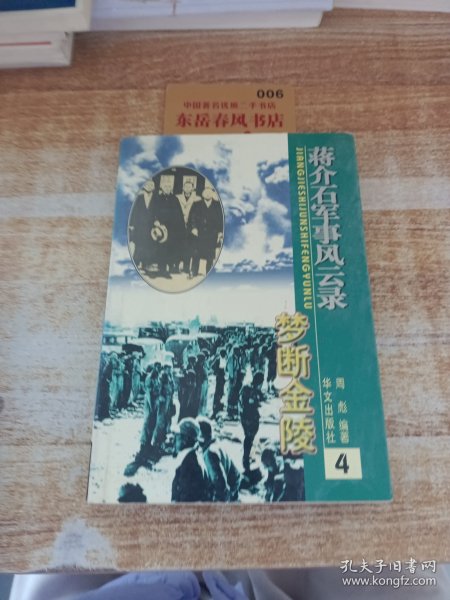 006
中国著名线装二手书店
东岳春风书店
蒋介石军事风云录
JIANGJIESHIJUNSHIFENGYUNLU
梦断金陵
周彪 编著
华文出版社
4
孔夫子旧书网
www.kongfz.com